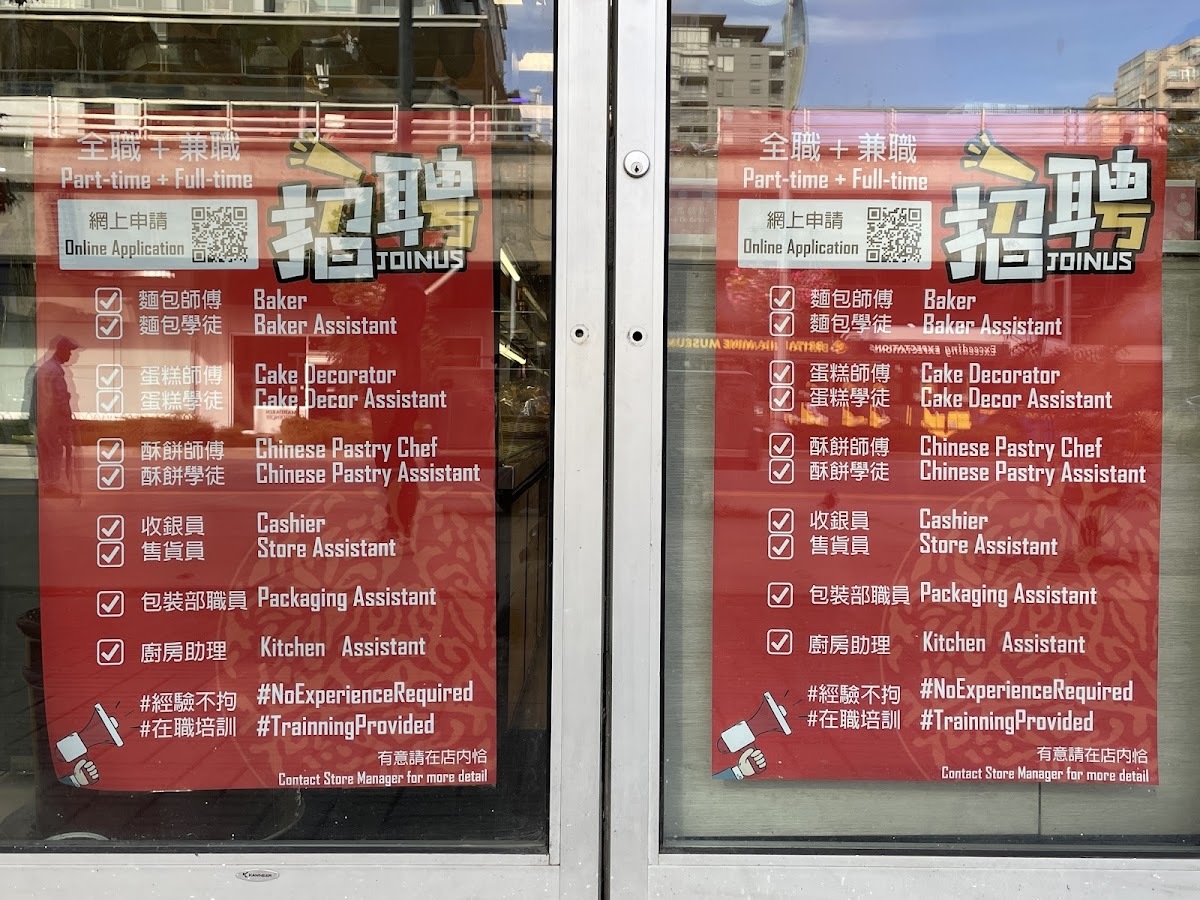 全職 + 兼職
Part-time + Full-time
網上申請
Online Application
招聘
JOINUS
麵包師傅 Baker
麵包學徒 Baker Assistant
蛋糕師傅 Cake Decorator
蛋糕學徒 Cake Decor Assistant
酥餅師傅 Chinese Pastry Chef
酥餅學徒 Chinese Pastry Assistant
收銀員 Cashier
售貨員 Store Assistant
包裝部職員 Packaging Assistant
廚房助理 Kitchen Assistant
#經驗不拘 #NoExperienceRequired
#在職培訓 #TrainningProvided
有意請在店內恰
Contact Store Manager for more detail
全職 + 兼職
Part-time + Full-time
網上申請
Online Application
招聘
JOINUS
麵包師傅 Baker
麵包學徒 Baker Assistant
蛋糕師傅 Cake Decorator
蛋糕學徒 Cake Decor Assistant
酥餅師傅 Chinese Pastry Chef
酥餅學徒 Chinese Pastry Assistant
收銀員 Cashier
售貨員 Store Assistant
包裝部職員 Packaging Assistant
廚房助理 Kitchen Assistant
#經驗不拘 #NoExperienceRequired
#在職培訓 #TrainningProvided
有意請在店內恰
Contact Store Manager for more detail